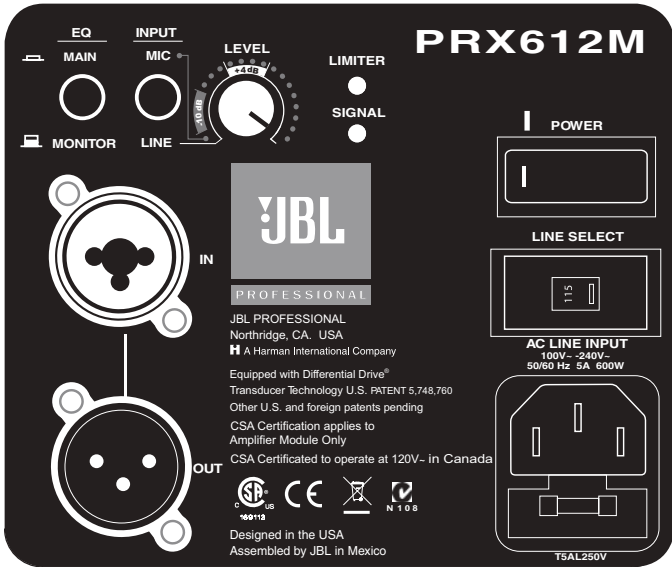 PRX612M
EQ
INPUT
MAIN
MIC
LEVEL
+4dB
-10 dB
LIMITER
SIGNAL
MONITOR
LINE
POWER
LINE SELECT
115
AC LINE INPUT
100V~ -240V~
50/60 Hz 5A 600W
T5AL250V
IN
OUT
JBL
PROFESSIONAL
JBL PROFESSIONAL
Northridge, CA. USA
A Harman International Company
Equipped with Differential Drive®
Transducer Technology U.S. PATENT 5,748,760
Other U.S. and foreign patents pending
CSA Certification applies to
Amplifier Module Only
CSA Certificated to operate at 120V~ in Canada
C SA US
169113
CE
N108
Designed in the USA
Assembled by JBL in Mexico